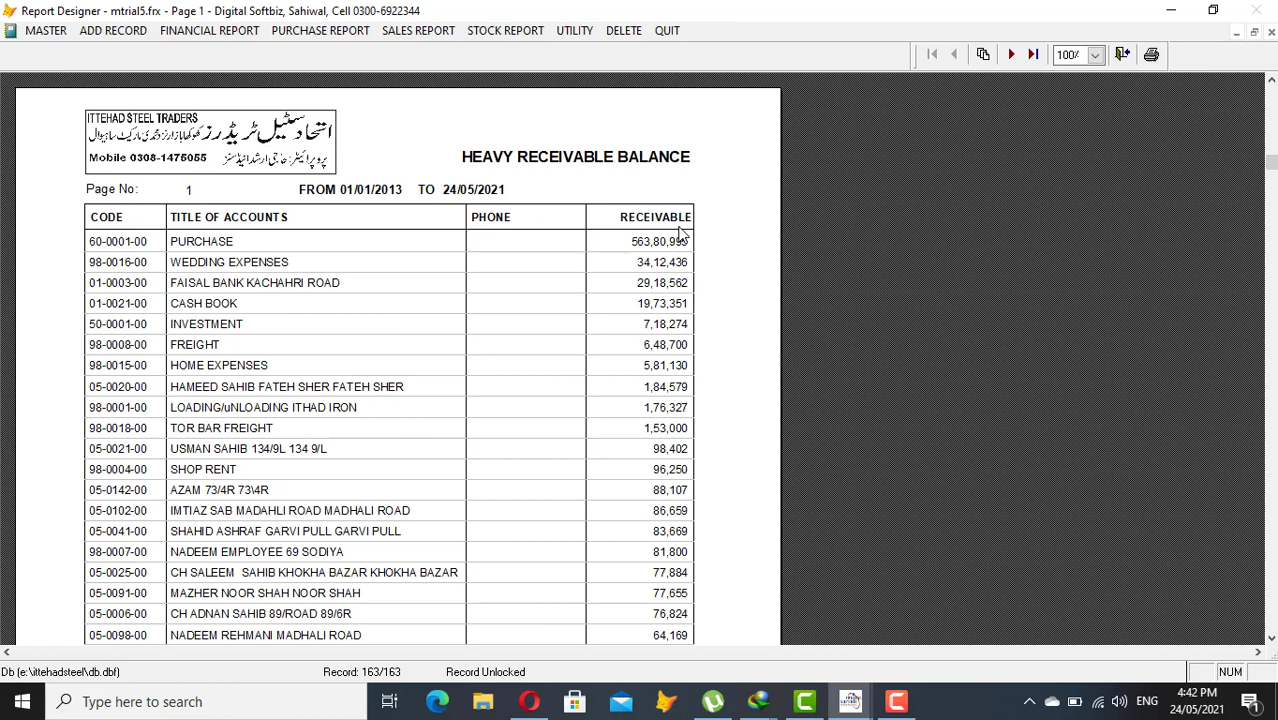 Report Designer - mtrial5.frx - Page 1 - Digital Softbiz, Sahiwal, Cell 0300-6922344
MASTER ADD RECORD FINANCIAL REPORT PURCHASE REPORT SALES REPORT STOCK REPORT UTILITY DELETE QUIT
100%
ITTEHAD STEEL TRADERS
اتحاد سٹیل ٹریڈرز
Mobile 0308-1475055
HEAVY RECEIVABLE BALANCE
Page No: 1 FROM 01/01/2013 TO 24/05/2021
CODE TITLE OF ACCOUNTS PHONE RECEIVABLE
60-0001-00 PURCHASE
98-0016-00 WEDDING EXPENSES 34,12,436
01-0003-00 FAISAL BANK KACHAHRI ROAD 29,18,562
01-0021-00 CASH BOOK 19,73,351
50-0001-00 INVESTMENT 7,18,274
98-0008-00 FREIGHT 6,48,700
98-0015-00 HOME EXPENSES 5,81,130
05-0020-00 HAMEED SAHIB FATEH SHER FATEH SHER 1,84,579
98-0001-00 LOADING/uNLOADING ITHAD IRON 1,76,327
98-0018-00 TOR BAR FREIGHT 1,53,000
05-0021-00 USMAN SAHIB 134/9L 134 9/L 98,402
98-0004-00 SHOP RENT 96,250
05-0142-00 AZAM 73/4R 73\4R 88,107
05-0102-00 IMTIAZ SAB MADAHLI ROAD MADHALI ROAD 86,659
05-0041-00 SHAHID ASHRAF GARVI PULL GARVI PULL 83,669
98-0007-00 NADEEM EMPLOYEE 69 SODIYA 81,800
05-0025-00 CH SALEEM SAHIB KHOKHA BAZAR KHOKHA BAZAR 77,884
05-0091-00 MAZHER NOOR SHAH NOOR SHAH 77,655
05-0006-00 CH ADNAN SAHIB 89/ROAD 89/6R 76,824
05-0098-00 NADEEM REHMANI MADHALI ROAD 64,169
Db (e:\ittehadsteel\db.dbf) Record: 163/163 Record Unlocked NUM
Type here to search
ENG
4:42 PM
24/05/2021